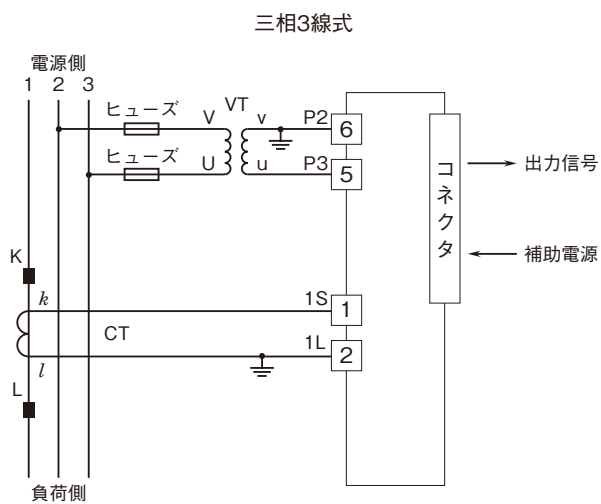 三相3線式
電源側
1 2 3
ヒューズ
V
VT
v
P2
6
ヒューズ
U
u
P3
5
コネクタ
出力信号
補助電源
K
k
1S
1
CT
1L
2
l
L
負荷側